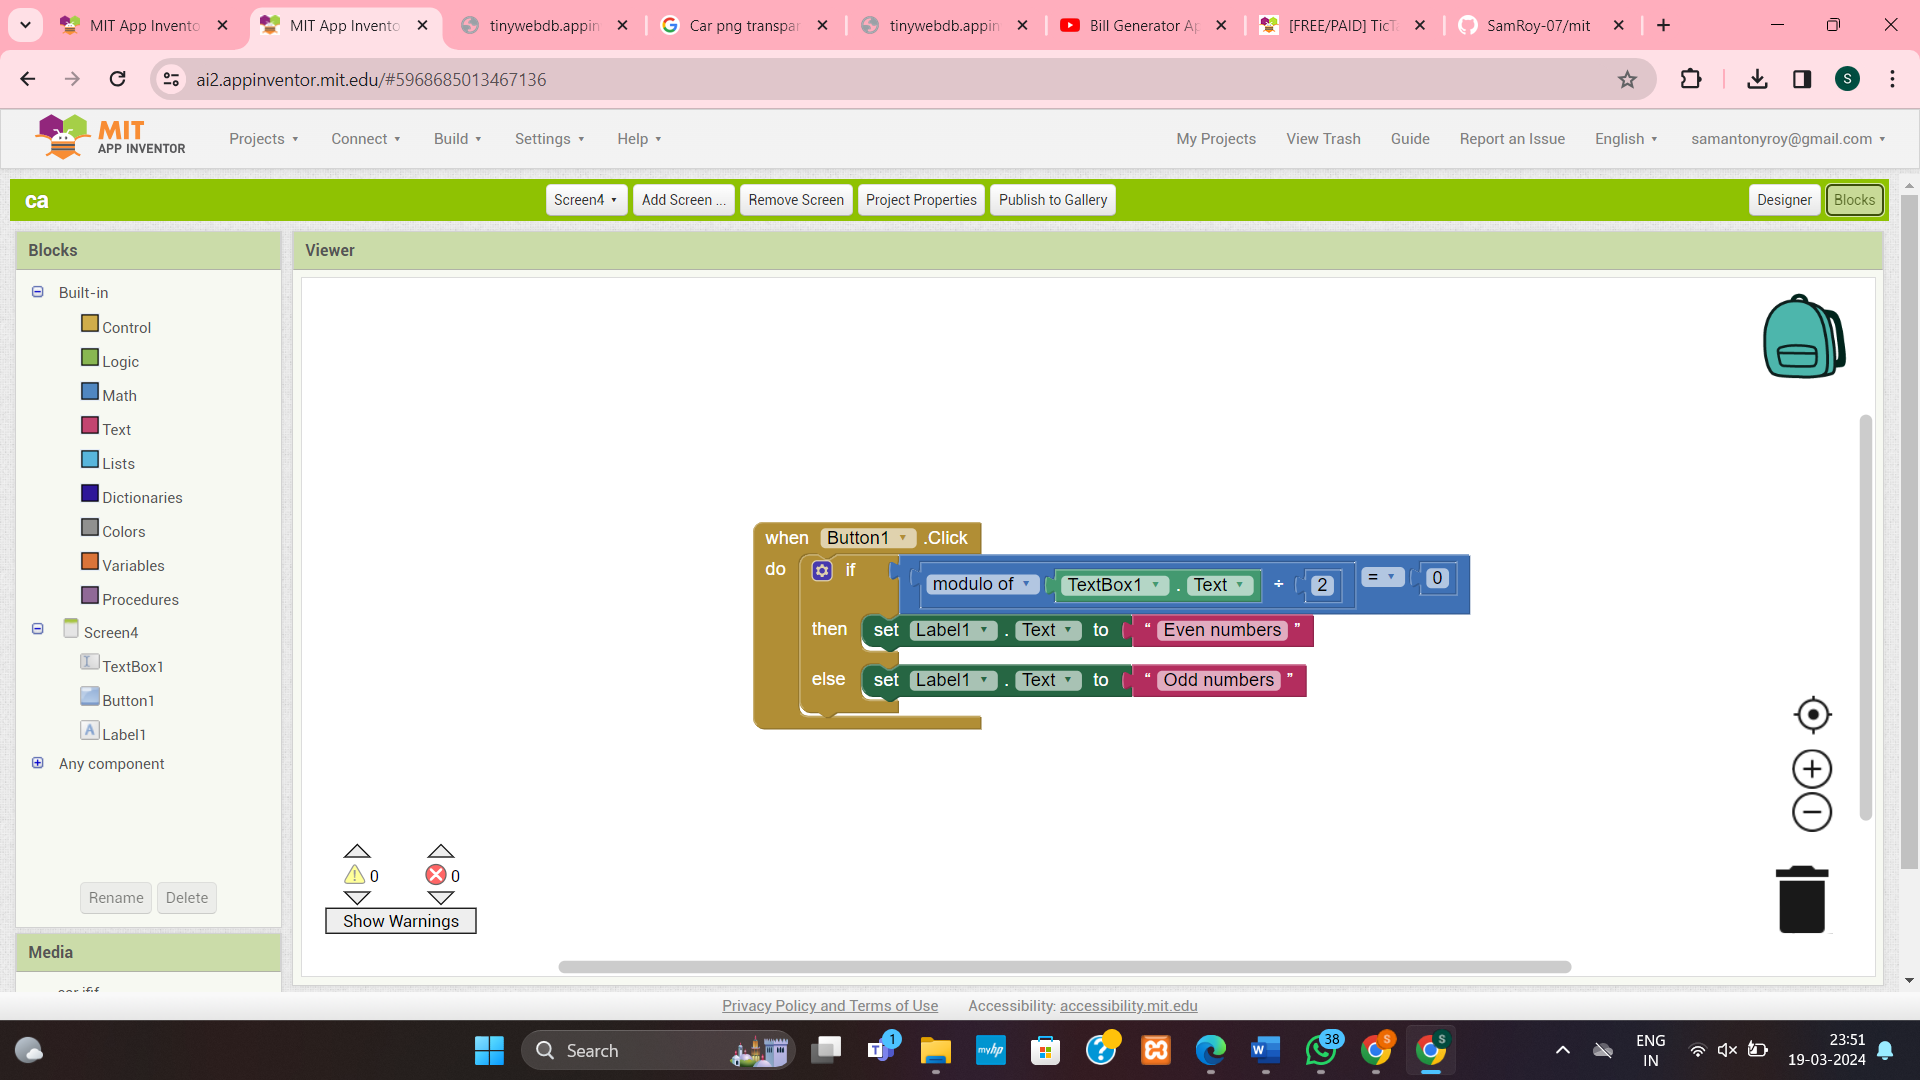 MIT App Invento
MIT App Invento
tinywebdb.appin
Car png transpar
tinywebdb.appin
Bill Generator Ap
[FREE/PAID] TicTa
SamRoy-07/mit
ai2.appinventor.mit.edu/#5968685013467136
S
MIT
APP INVENTOR
Projects
Connect
Build
Settings
Help
My Projects
View Trash
Guide
Report an Issue
English
samantonyroy@gmail.com
ca
Screen4
Add Screen ...
Remove Screen
Project Properties
Publish to Gallery
Designer
Blocks
Blocks
Built-in
Control
Logic
Math
Text
Lists
Dictionaries
Colors
Variables
Procedures
Screen4
TextBox1
Button1
Label1
Any component
Rename
Delete
Media
Viewer
when Button1 .Click
do if modulo of TextBox1 . Text ÷ 2 = 0
then set Label1 . Text to “ Even numbers ”
else set Label1 . Text to “ Odd numbers ”
0
0
Show Warnings
Privacy Policy and Terms of Use
Accessibility: accessibility.mit.edu
Search
1
myhp
38
S
S
ENG
IN
23:51
19-03-2024